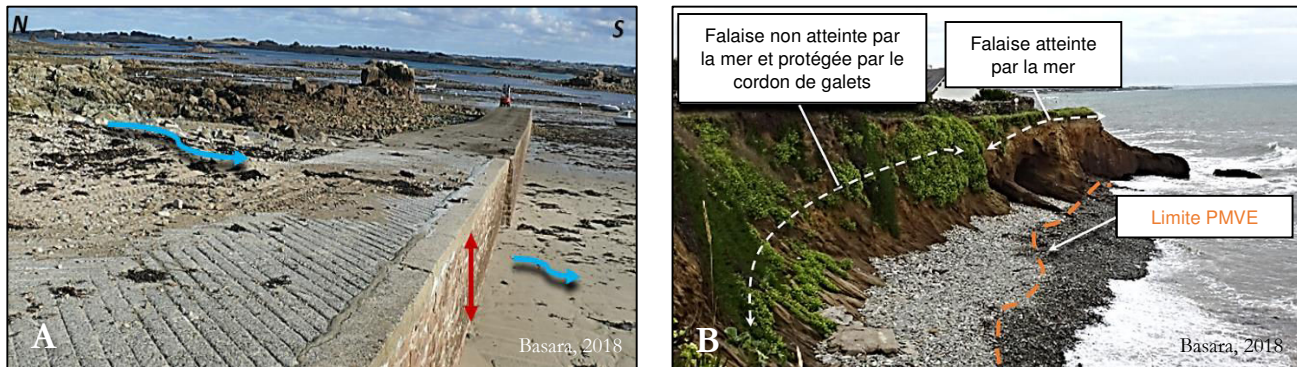 N
S
A
Basara, 2018
Falaise non atteinte par
la mer et protégée par le
cordon de galets
Falaise atteinte
par la mer
Limite PMVE
B
Basara, 2018